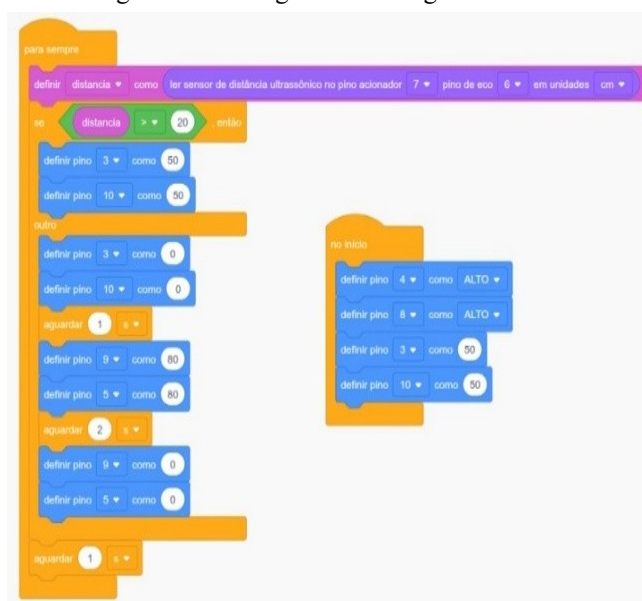 para sempre
definir distancia como ler sensor de distância ultrassônico no pino acionador 7 pino de eco 6 em unidades cm
se distancia > 20 , então
definir pino 3 como 50
definir pino 10 como 50
outro
definir pino 3 como 0
definir pino 10 como 0
aguardar 1 s
definir pino 9 como 80
definir pino 5 como 80
aguardar 2 s
definir pino 9 como 0
definir pino 5 como 0
aguardar 1 s
no início
definir pino 4 como ALTO
definir pino 8 como ALTO
definir pino 3 como 50
definir pino 10 como 50